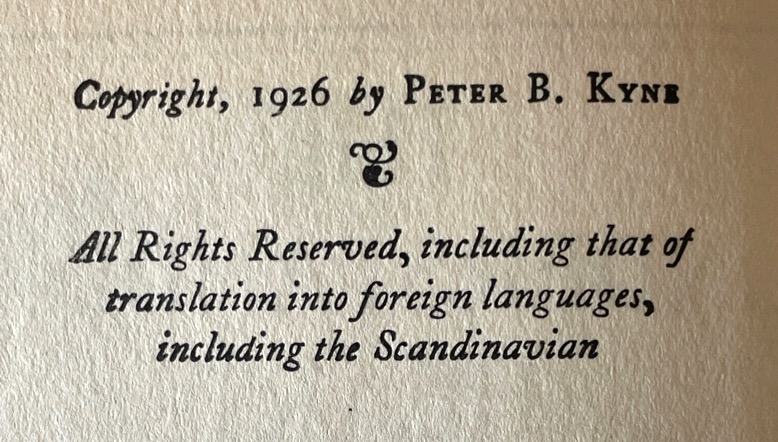 Copyright, 1926 by PETER B. KYNE
All Rights Reserved, including that of
translation into foreign languages,
including the Scandinavian